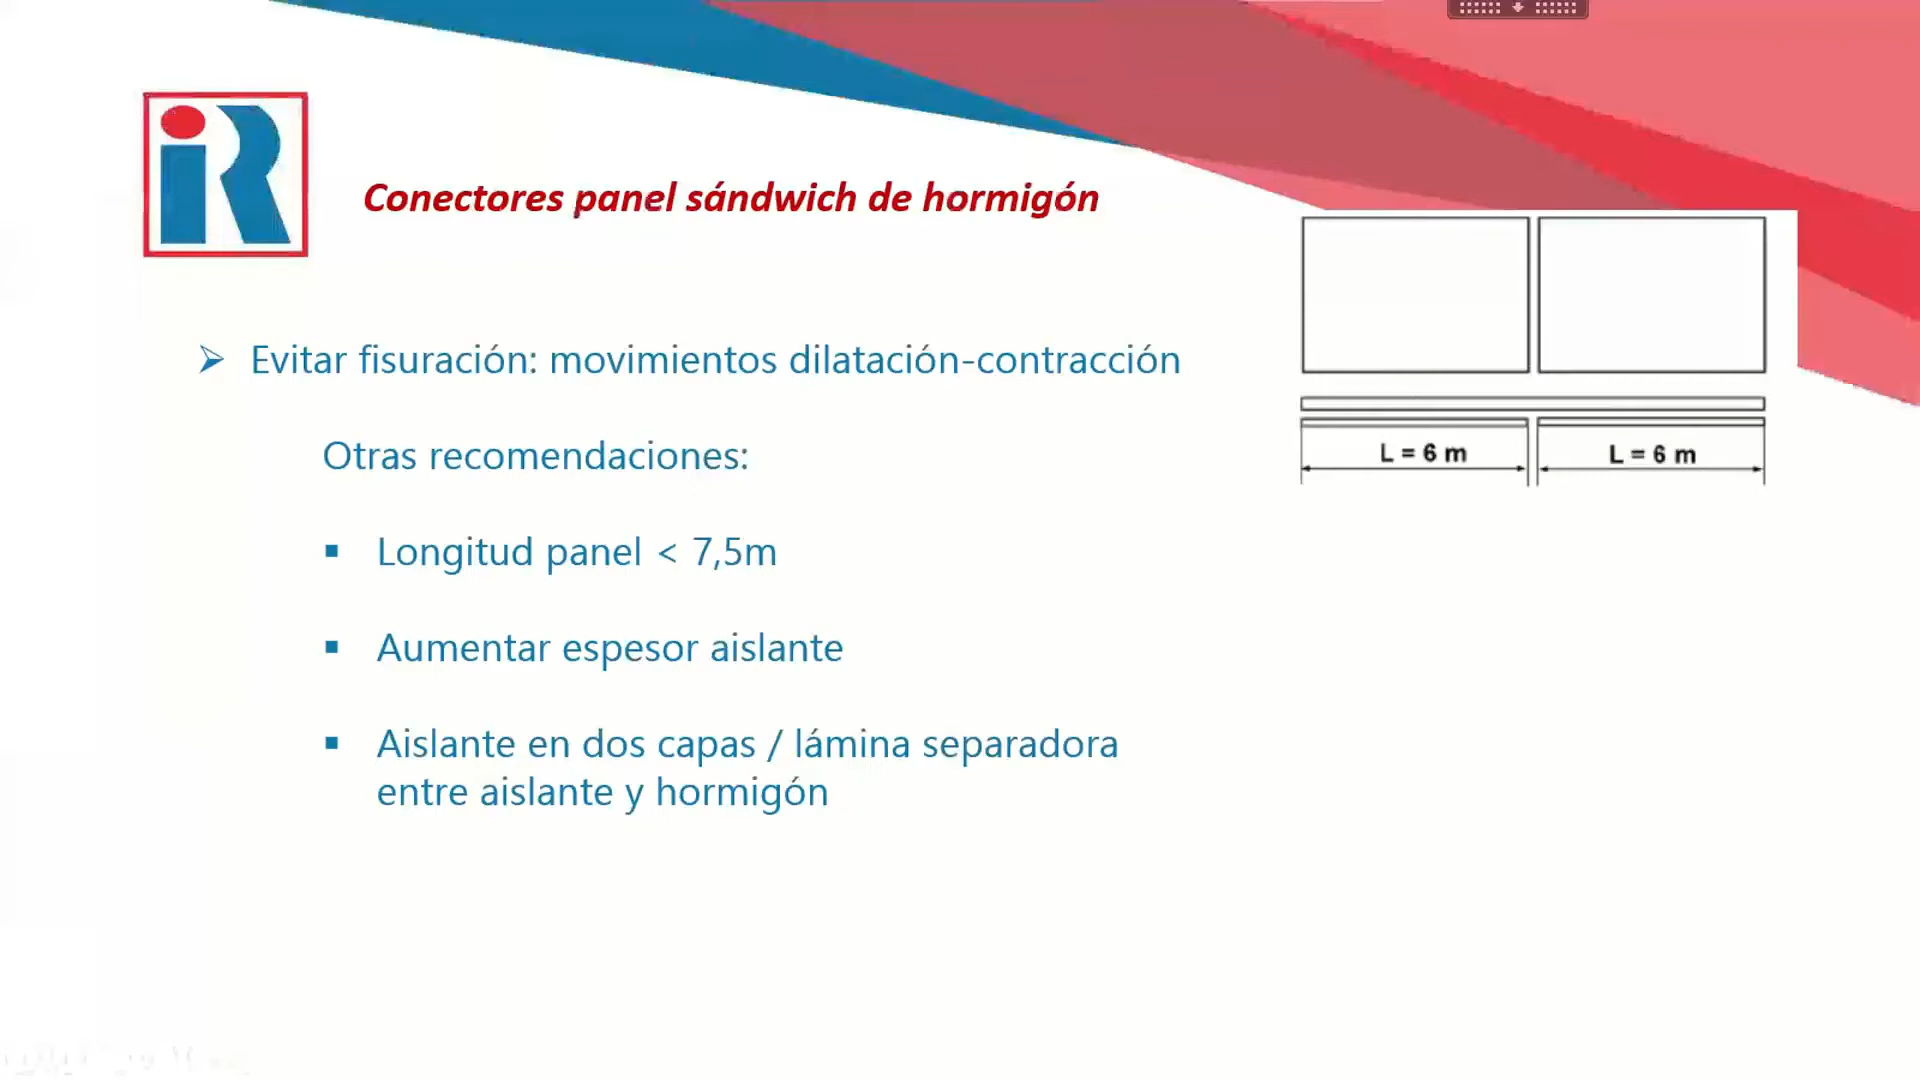 iR
Conectores panel sándwich de hormigón
Evitar fisuración: movimientos dilatación-contracción
Otras recomendaciones:
Longitud panel < 7,5m
Aumentar espesor aislante
Aislante en dos capas / lámina separadora
entre aislante y hormigón
L = 6 m
L = 6 m